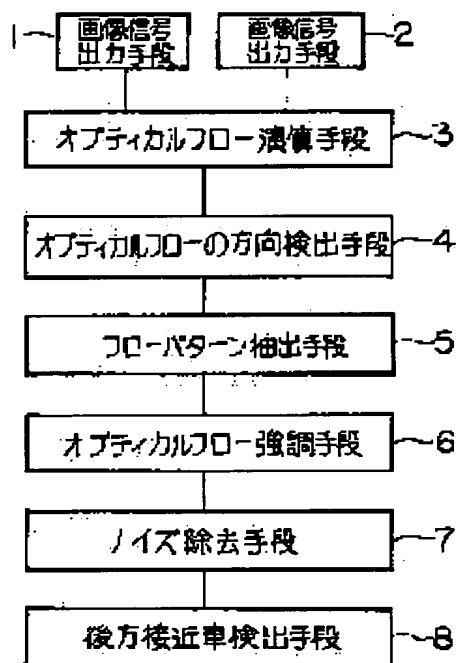 1 画像信号 画像信号 2
出力手段 出力手段
オプティカルフロー演算手段 3
オプティカルフローの方向検出手段 4
フローパターン抽出手段 5
オプティカルフロー強調手段 6
ノイズ除去手段 7
後方接近車検出手段 8